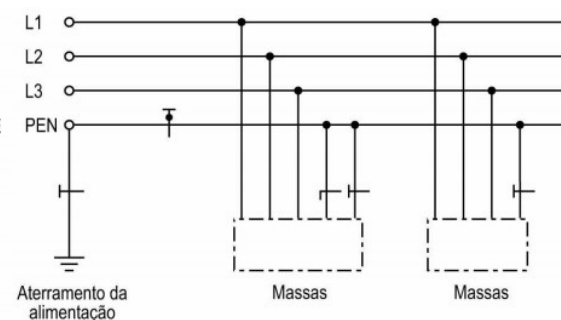 L1
L2
L3
E PEN
Aterramento da
alimentação
Massas
Massas